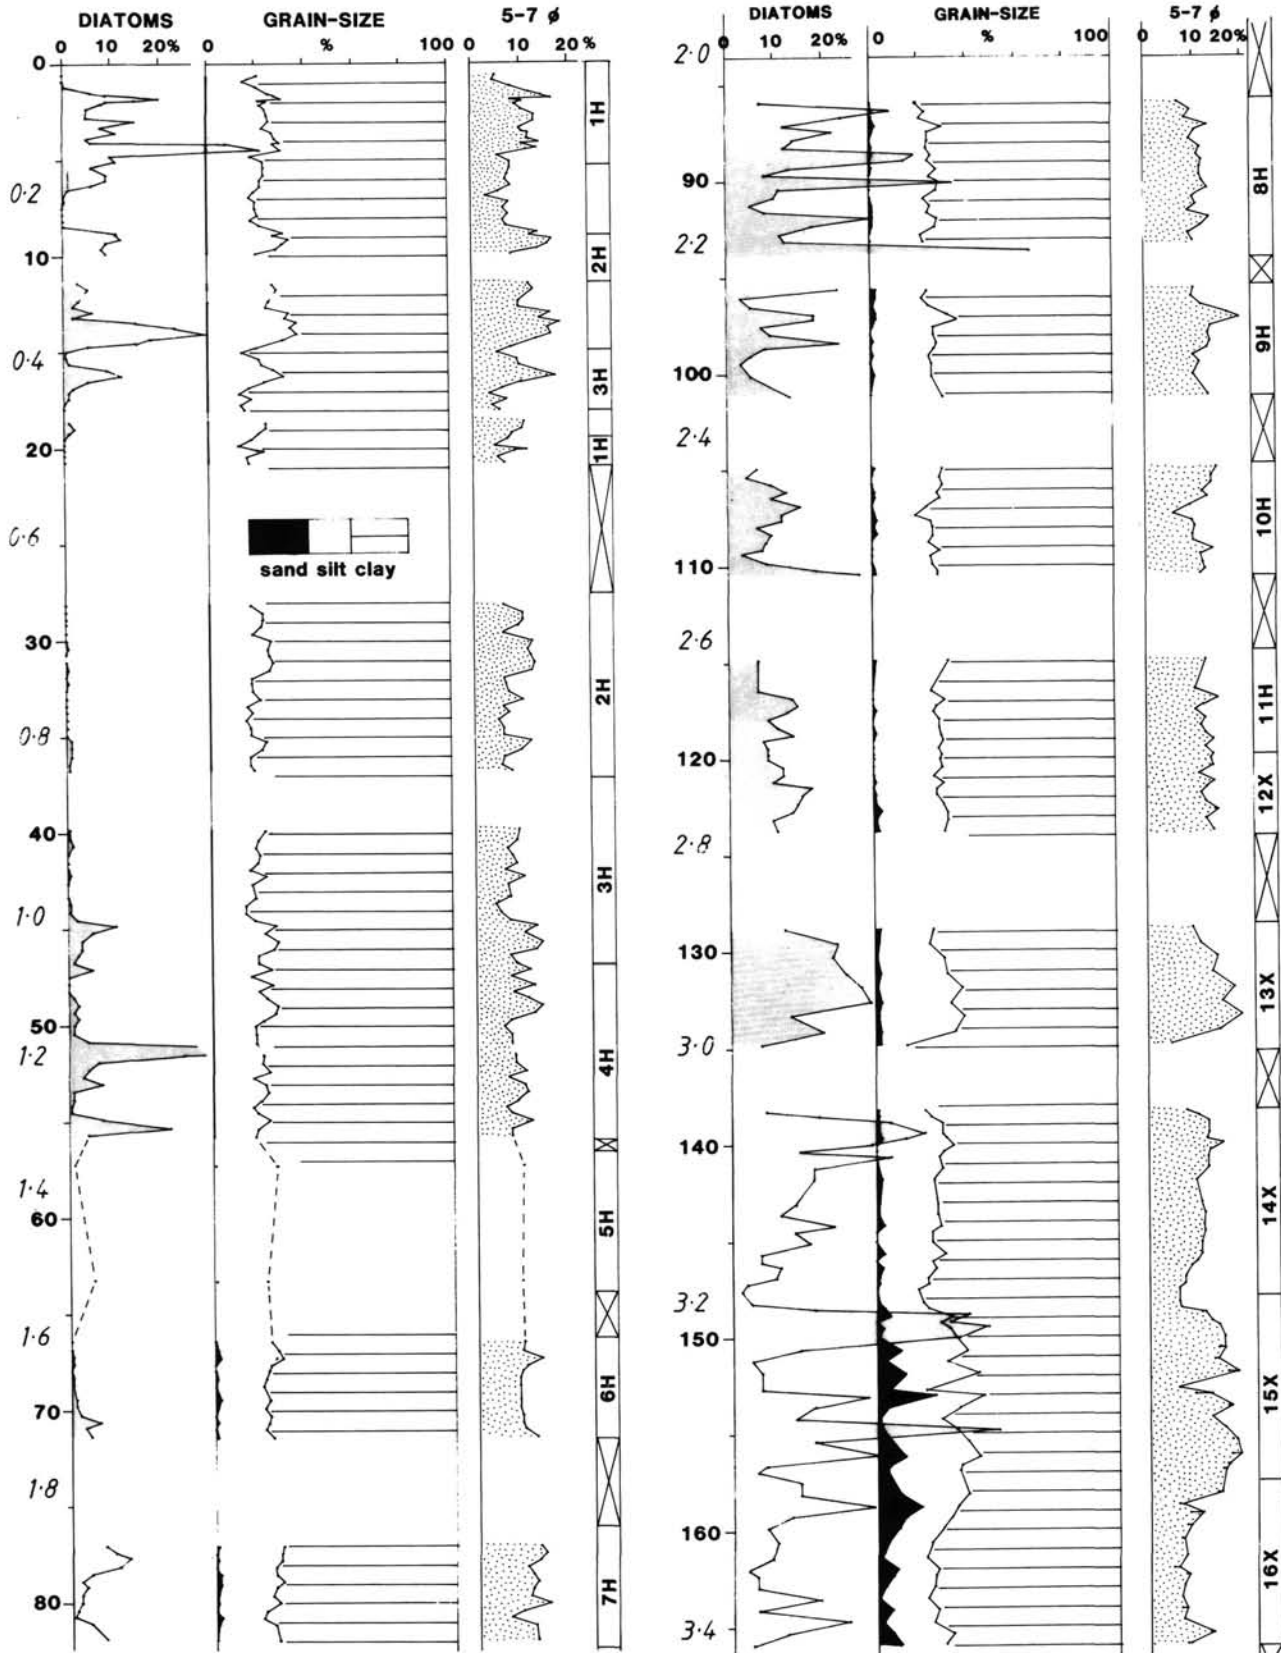 DIATOMS GRAIN-SIZE 5-7 ø
0 10 20% 0 % 100 0 10 20%
0
1H
0.2
10
2H
0.4
3H
20
1H
0.6
sand silt clay
30
2H
0.8
40
3H
1.0
50
1.2
4H
1.4
60
5H
1.6
6H
70
1.8
7H
80
DIATOMS GRAIN-SIZE 5-7 ø
2.0
0 10 20% 0 % 100 0 10 20%
90
8H
2.2
9H
100
2.4
10H
110
2.6
11H
120
12X
2.8
130
13X
3.0
140
14X
3.2
150
15X
160
16X
3.4